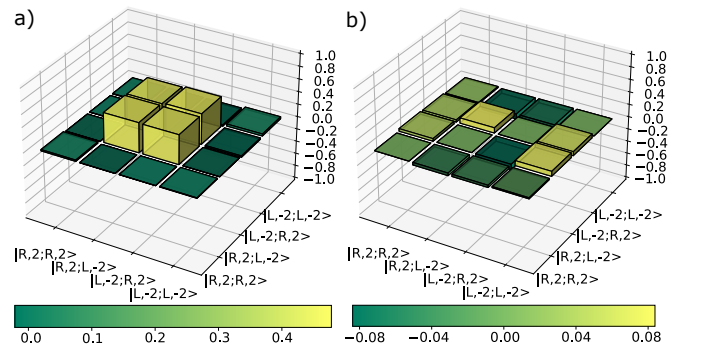 a)
1.0
0.8
0.6
0.4
0.2
0.0
−0.2
−0.4
−0.6
−0.8
−1.0
|R,2;R,2>
|R,2;L,-2>
|L,-2;R,2>
|L,-2;L,-2>
|R,2;R,2>
|R,2;L,-2>
|L,-2;R,2>
|L,-2;L,-2>
0.0 0.1 0.2 0.3 0.4
b)
1.0
0.8
0.6
0.4
0.2
0.0
−0.2
−0.4
−0.6
−0.8
−1.0
|R,2;R,2>
|R,2;L,-2>
|L,-2;R,2>
|L,-2;L,-2>
|R,2;R,2>
|R,2;L,-2>
|L,-2;R,2>
|L,-2;L,-2>
−0.08 −0.04 0.00 0.04 0.08